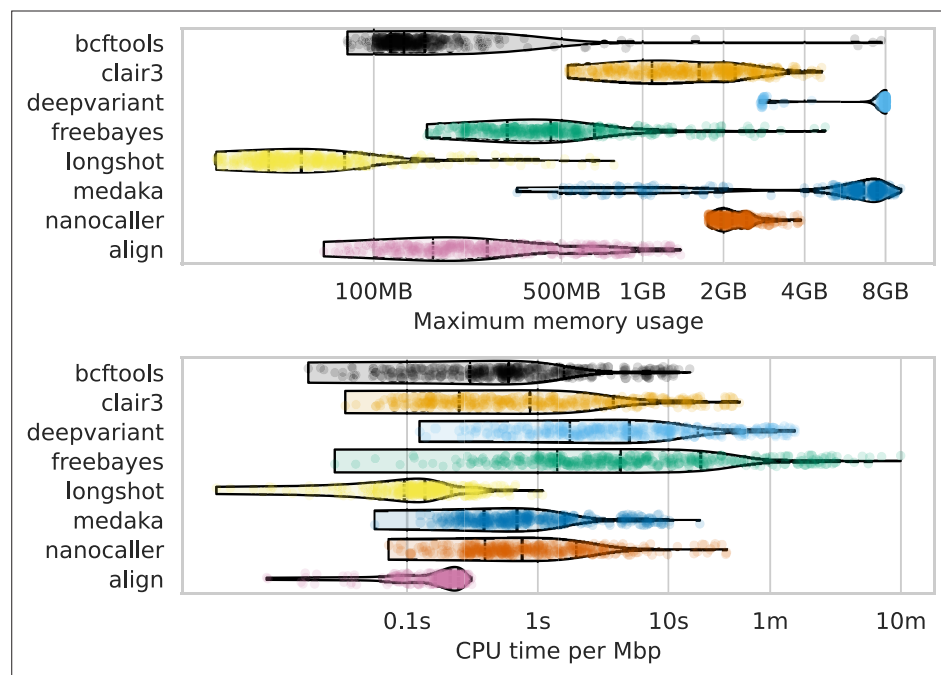 bcftools
clair3
deepvariant
freebayes
longshot
medaka
nanocaller
align
100MB 500MB 1GB 2GB 4GB 8GB
Maximum memory usage
bcftools
clair3
deepvariant
freebayes
longshot
medaka
nanocaller
align
0.1s 1s 10s 1m 10m
CPU time per Mbp